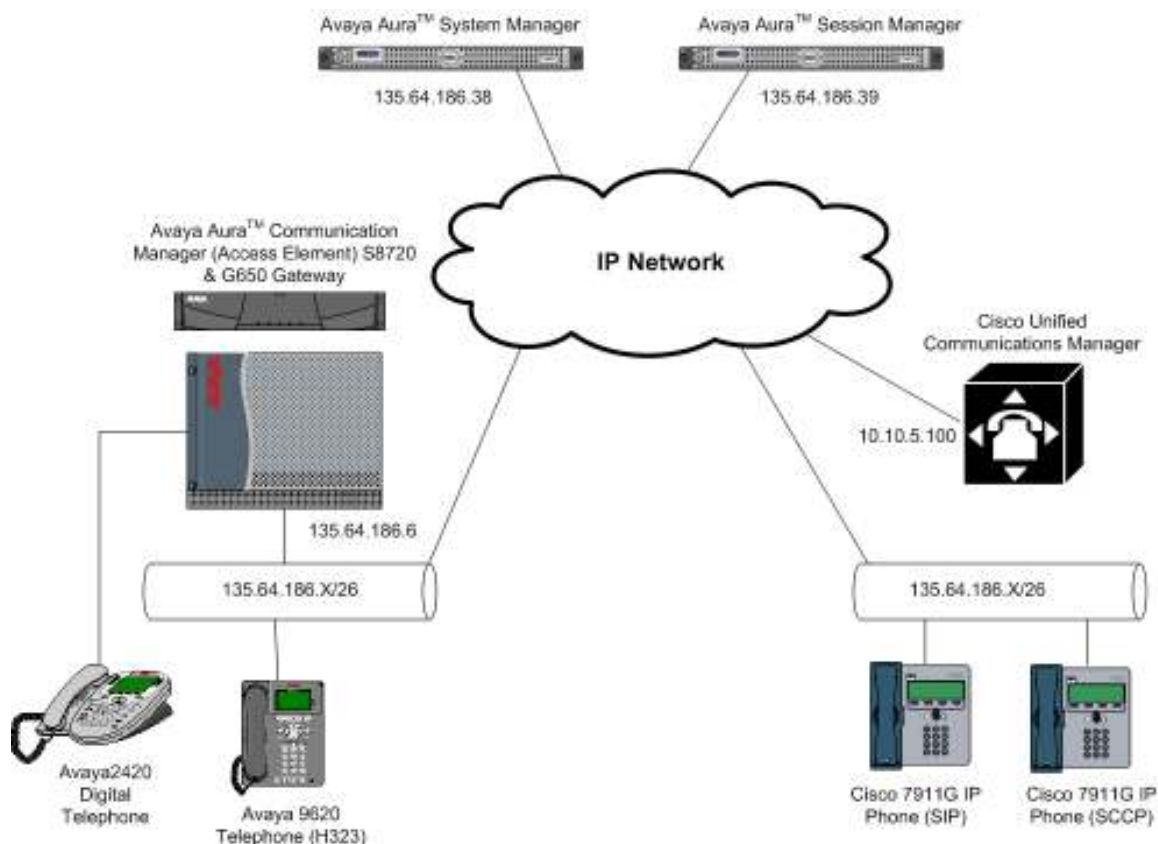 Avaya Aura™ System Manager
Avaya Aura™ Session Manager
135.64.186.38
135.64.186.39
Avaya Aura™ Communication
Manager (Access Element) S8720
& G650 Gateway
IP Network
Cisco Unified
Communications Manager
10.10.5.100
135.64.186.6
135.64.186.X/26
135.64.186.X/26
Avaya2420
Digital
Telephone
Avaya 9620
Telephone (H323)
Cisco 7911G IP
Phone (SIP)
Cisco 7911G IP
Phone (SCCP)